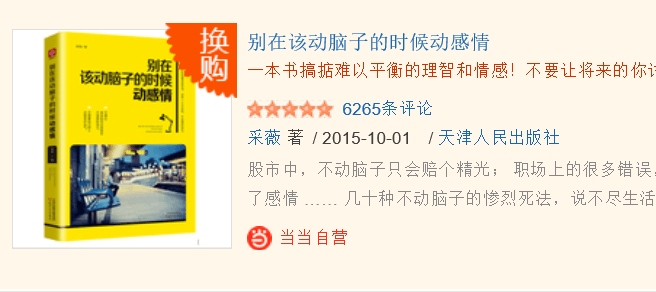 换
购
别在
该动脑子的时候
动感情
别在该动脑子的时候动感情
一本书搞掂难以平衡的理智和情感！不要让将来的你讨
6265条评论
采薇 著 / 2015-10-01 / 天津人民出版社
股市中，不动脑子只会赔个精光； 职场上的很多错误，
了感情 …… 几十种不动脑子的惨烈死法，说不尽生活
当当自营